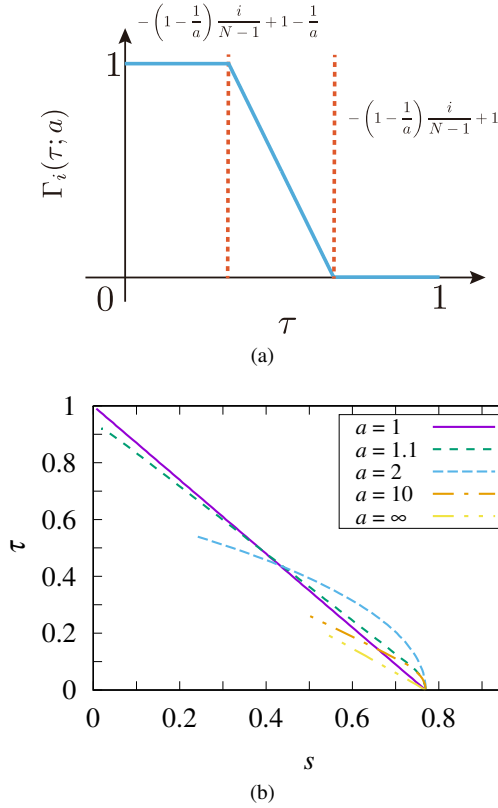 −(1 − 1/a) i/(N−1) + 1 − 1/a
1
−(1 − 1/a) i/(N−1) + 1
Γi(τ; a)
0
1
τ
(a)
1
a = 1
a = 1.1
0.8
a = 2
a = 10
0.6
a = ∞
τ
0.4
0.2
0
0 0.2 0.4 0.6 0.8
s
(b)